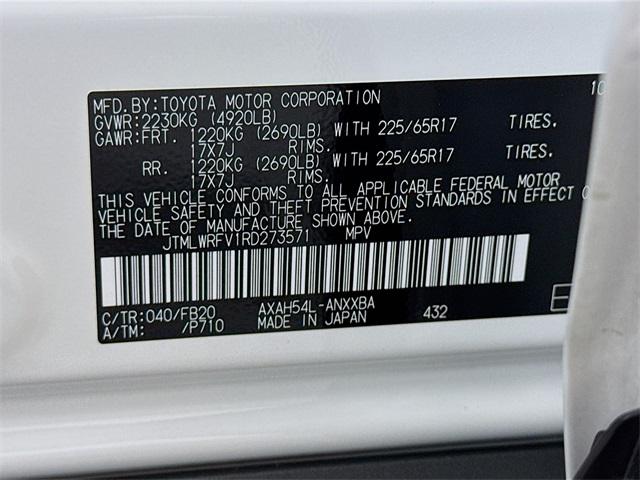 MFD.BY:TOYOTA MOTOR CORPORATION 10
GVWR:2230KG (4920LB)
GAWR:FRT. 1220KG (2690LB) WITH 225/65R17 TIRES.
17X7J RIMS.
RR. 1220KG (2690LB) WITH 225/65R17 TIRES.
17X7J RIMS.
THIS VEHICLE CONFORMS TO ALL APPLICABLE FEDERAL MOTOR
VEHICLE SAFETY AND THEFT PREVENTION STANDARDS IN EFFECT
THE DATE OF MANUFACTURE SHOWN ABOVE.
JTMLWRFV1RD273571 MPV
C/TR:040/FB20 AXAH54L-ANXXBA 432
A/TM: /P710 MADE IN JAPAN